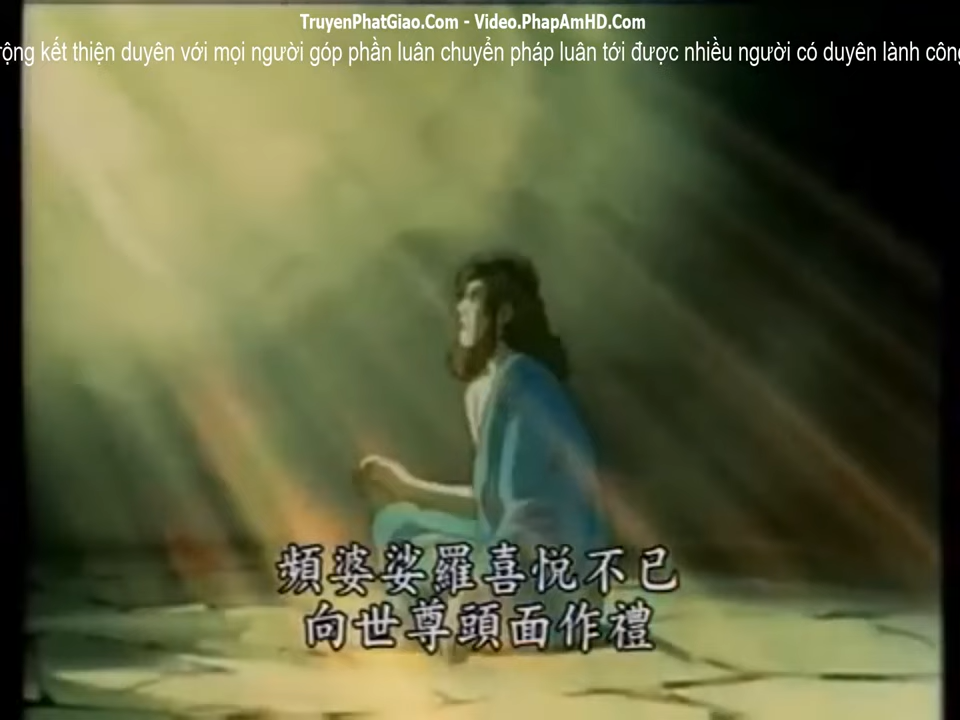 TruyenPhatGiao.Com - Video.PhapAmHD.Com
rộng kết thiện duyên với mọi người góp phần luân chuyển pháp luân tới được nhiều người có duyên lành công
頻婆娑羅喜悅不已
向世尊頭面作禮